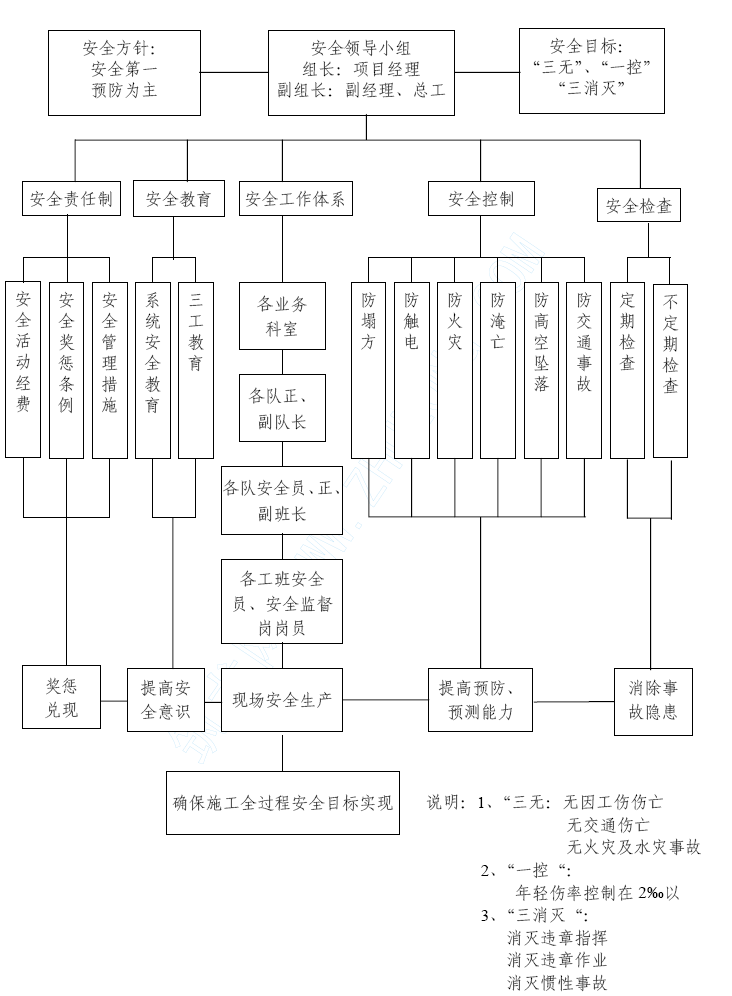 安全方针:
安全第一
预防为主
安全领导小组
组长: 项目经理
副组长: 副经理、总工
安全目标:
“三无”、“一控”
“三消灭”
安全责任制
安全教育
安全工作体系
安全控制
安全检查
安全活动经费
安全奖惩条例
安全管理措施
系统安全教育
三工教育
各业务
科室
各队正、
副队长
各队安全员、正、
副班长
各工班安全
员、安全监督
岗岗员
防塌方
防触电
防火灾
防淹亡
防高空坠落
防交通事故
定期检查
不定期检查
奖惩
兑现
提高安
全意识
现场安全生产
提高预防、
预测能力
消除事
故隐患
确保施工全过程安全目标实现
说明: 1、“三无: 无因工伤伤亡
无交通伤亡
无火灾及水灾事故
2、“一控 “:
年轻伤率控制在 2‰以
3、“三消灭 “:
消灭违章指挥
消灭违章作业
消灭惯性事故